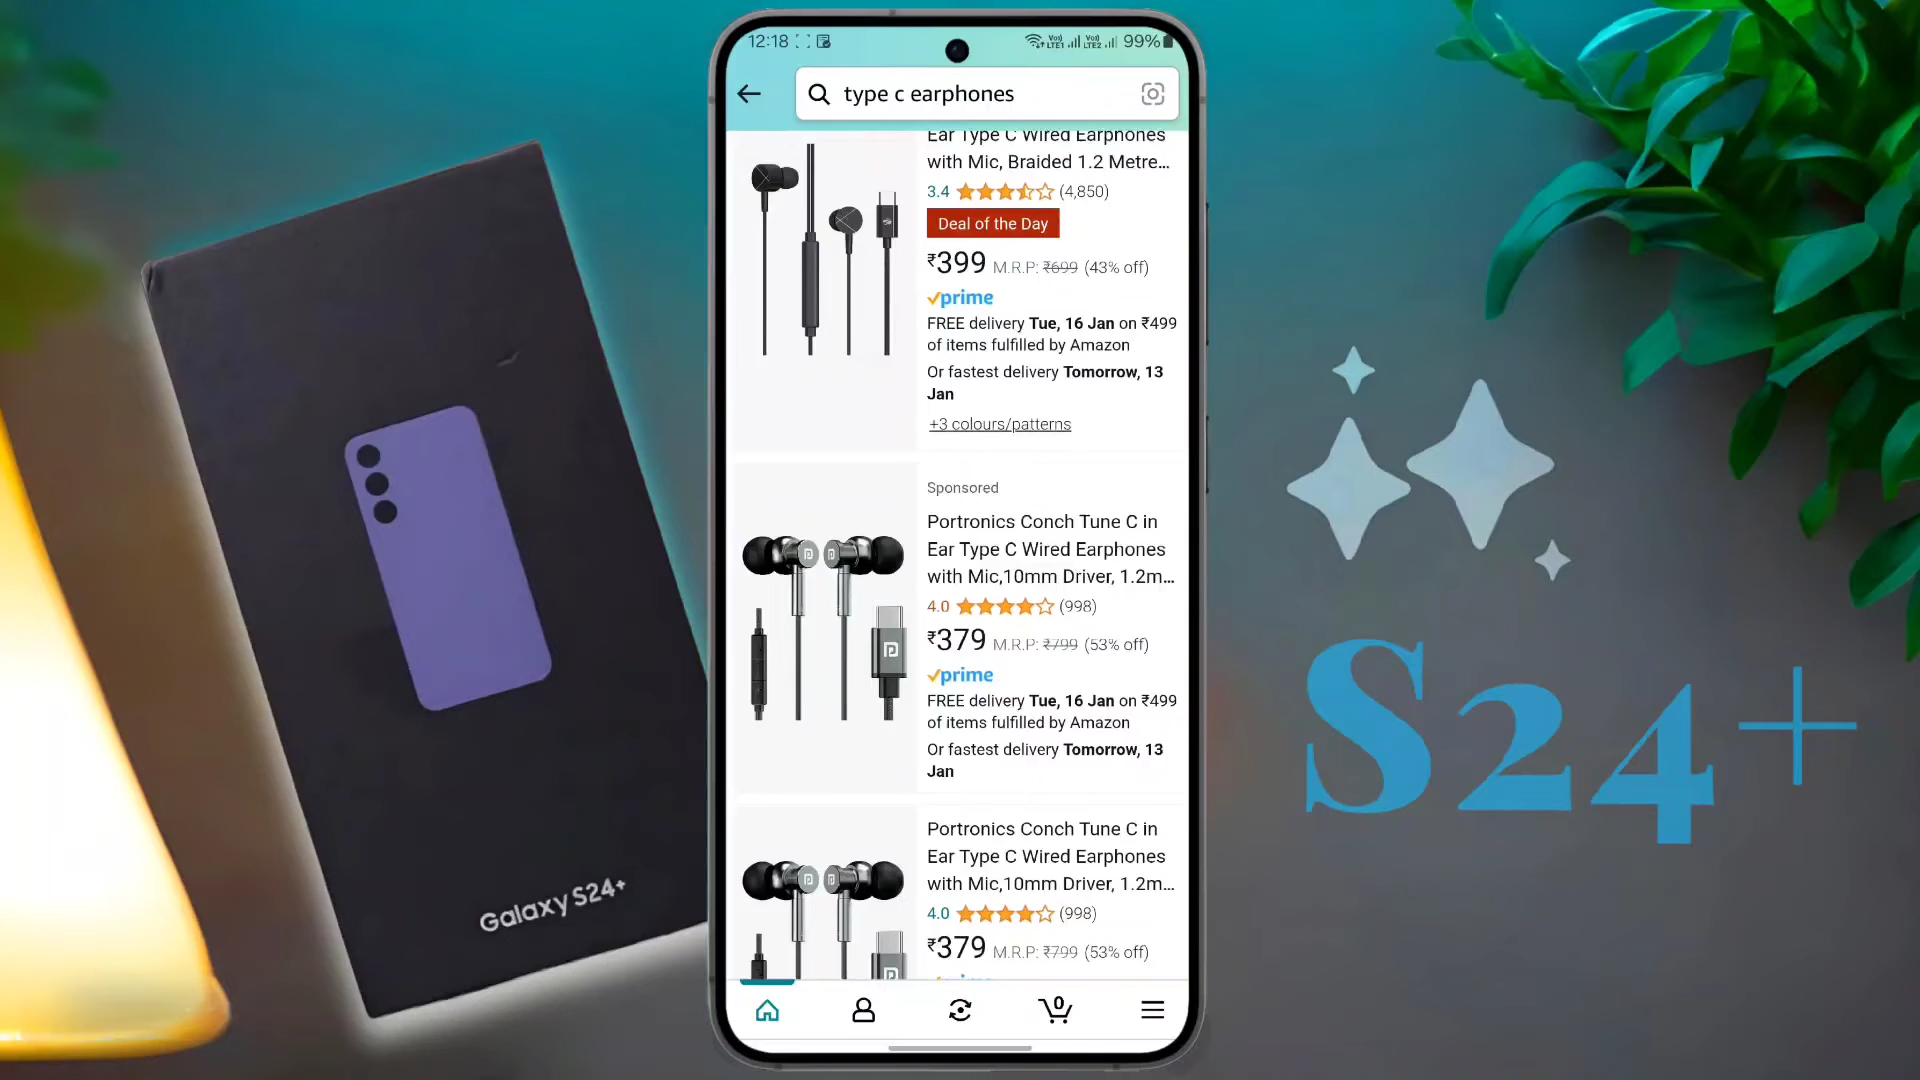 12:18
Vo)) LTE1
Vo)) LTE2
99%
type c earphones
Ear Type C Wired Earphones
with Mic, Braided 1.2 Metre...
3.4 (4,850)
Deal of the Day
₹399 M.R.P: ₹699 (43% off)
prime
FREE delivery Tue, 16 Jan on ₹499
of items fulfilled by Amazon
Or fastest delivery Tomorrow, 13
Jan
+3 colours/patterns
Sponsored
Portronics Conch Tune C in
Ear Type C Wired Earphones
with Mic,10mm Driver, 1.2m...
4.0 (998)
₹379 M.R.P: ₹799 (53% off)
prime
FREE delivery Tue, 16 Jan on ₹499
of items fulfilled by Amazon
Or fastest delivery Tomorrow, 13
Jan
Portronics Conch Tune C in
Ear Type C Wired Earphones
with Mic,10mm Driver, 1.2m...
4.0 (998)
₹379 M.R.P: ₹799 (53% off)
0
Galaxy S24+
S24+